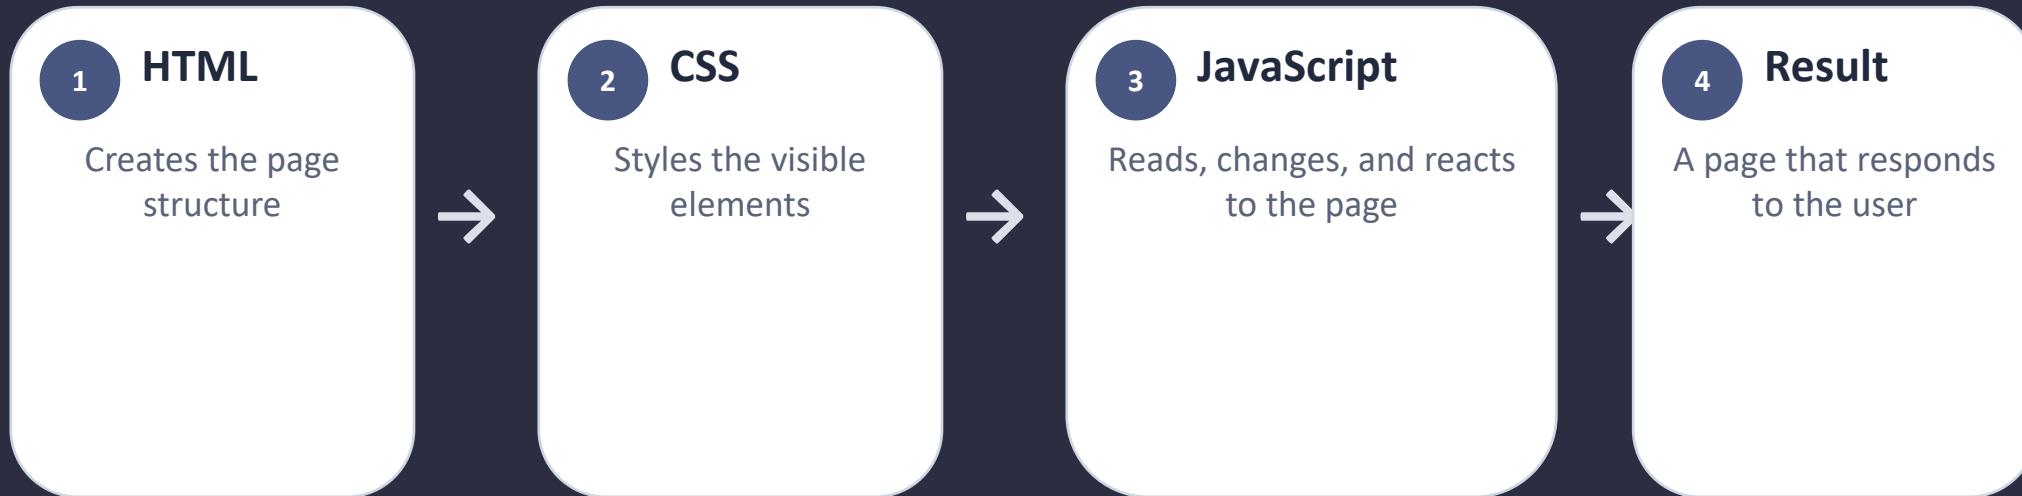 1 HTML
Creates the page
structure
2 CSS
Styles the visible
elements
3 JavaScript
Reads, changes, and reacts
to the page
4 Result
A page that responds
to the user